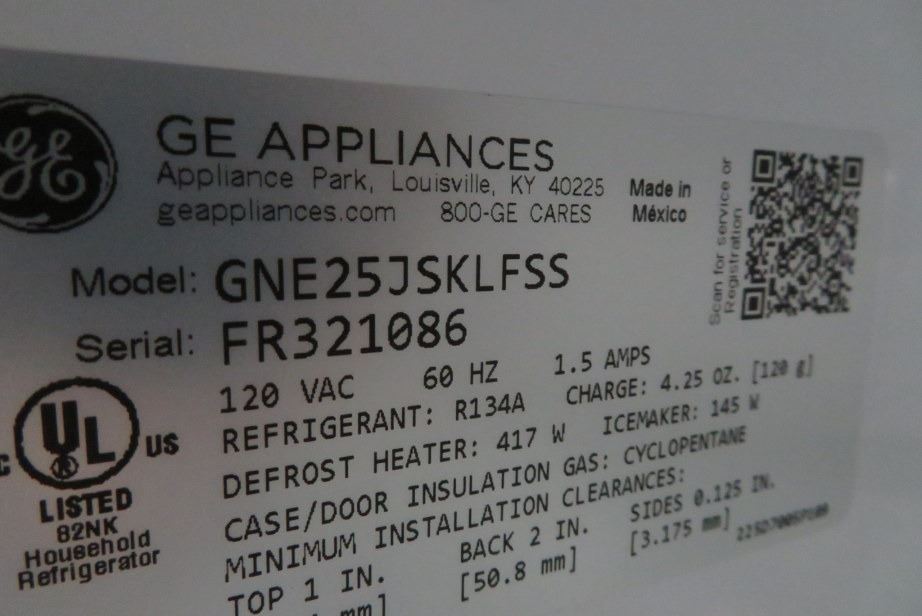 GE
GE APPLIANCES
Appliance Park, Louisville, KY 40225
geappliances.com 800-GE CARES
Made in
México
Scan for service or
Registration
Model: GNE25JSKLFSS
Serial: FR321086
120 VAC 60 HZ 1.5 AMPS
REFRIGERANT: R134A CHARGE: 4.25 OZ. [120 g]
DEFROST HEATER: 417 W ICEMAKER: 145 W
CASE/DOOR INSULATION GAS: CYCLOPENTANE
MINIMUM INSTALLATION CLEARANCES:
TOP 1 IN. BACK 2 IN. SIDES 0.125 IN.
mm] [50.8 mm] [3.175 mm]
C UL US
R
LISTED
82NK
Household
Refrigerator